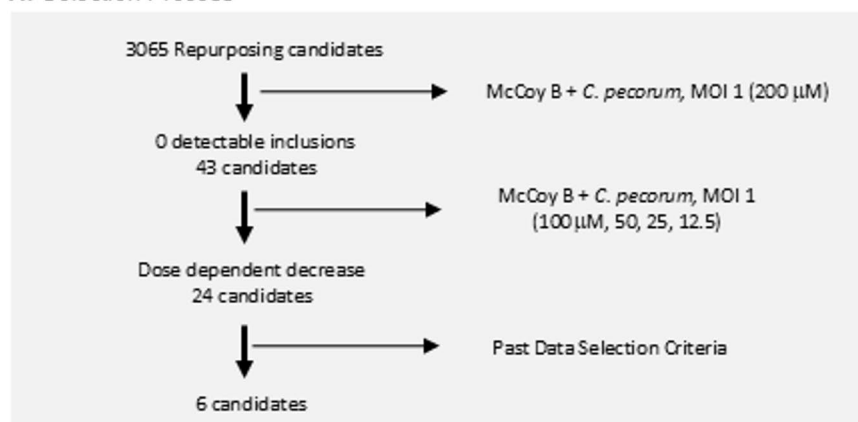 3065 Repurposing candidates
McCoy B + C. pecorum, MOI 1 (200 µM)
0 detectable inclusions
43 candidates
McCoy B + C. pecorum, MOI 1
(100 µM, 50, 25, 12.5)
Dose dependent decrease
24 candidates
Past Data Selection Criteria
6 candidates